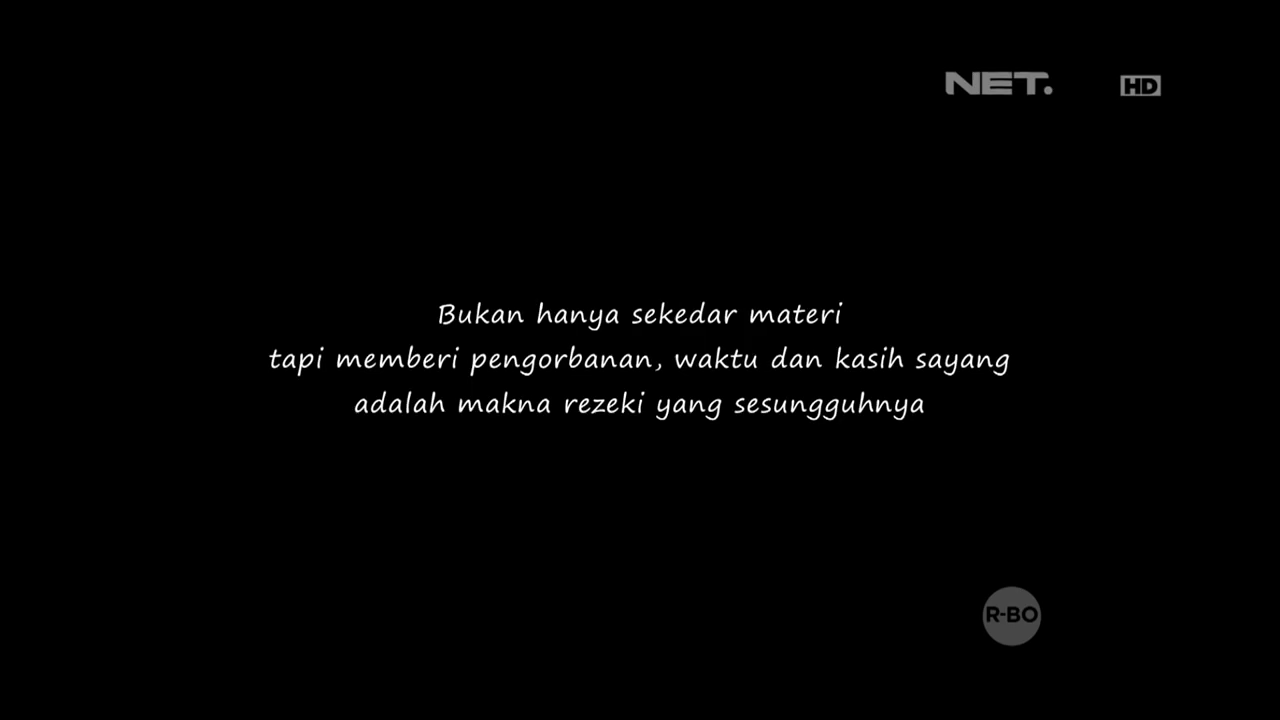 NET. HD
Bukan hanya sekedar materi
tapi memberi pengorbanan, waktu dan kasih sayang
adalah makna rezeki yang sesungguhnya
R-BO